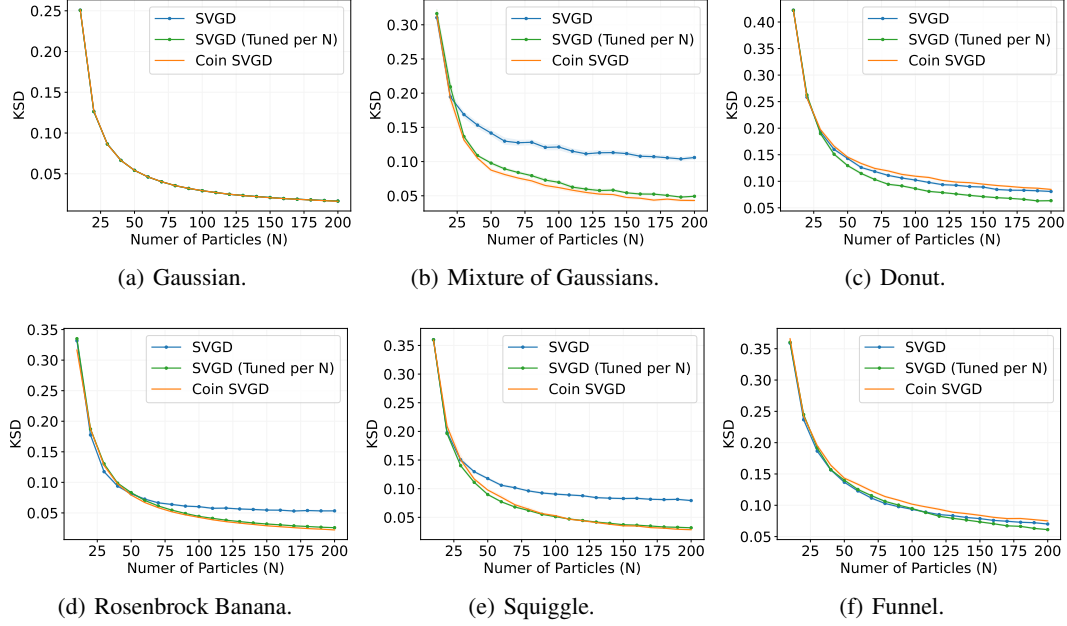 0.25
0.20
0.15
0.10
0.05
KSD
SVGD
SVGD (Tuned per N)
Coin SVGD
25 50 75 100 125 150 175 200
Numer of Particles (N)
(a) Gaussian.
0.30
0.25
0.20
0.15
0.10
0.05
KSD
SVGD
SVGD (Tuned per N)
Coin SVGD
25 50 75 100 125 150 175 200
Numer of Particles (N)
(b) Mixture of Gaussians.
0.40
0.35
0.30
0.25
0.20
0.15
0.10
0.05
KSD
SVGD
SVGD (Tuned per N)
Coin SVGD
25 50 75 100 125 150 175 200
Numer of Particles (N)
(c) Donut.
0.35
0.30
0.25
0.20
0.15
0.10
0.05
KSD
SVGD
SVGD (Tuned per N)
Coin SVGD
25 50 75 100 125 150 175 200
Numer of Particles (N)
(d) Rosenbrock Banana.
0.35
0.30
0.25
0.20
0.15
0.10
0.05
KSD
SVGD
SVGD (Tuned per N)
Coin SVGD
25 50 75 100 125 150 175 200
Numer of Particles (N)
(e) Squiggle.
0.35
0.30
0.25
0.20
0.15
0.10
0.05
KSD
SVGD
SVGD (Tuned per N)
Coin SVGD
25 50 75 100 125 150 175 200
Numer of Particles (N)
(f) Funnel.